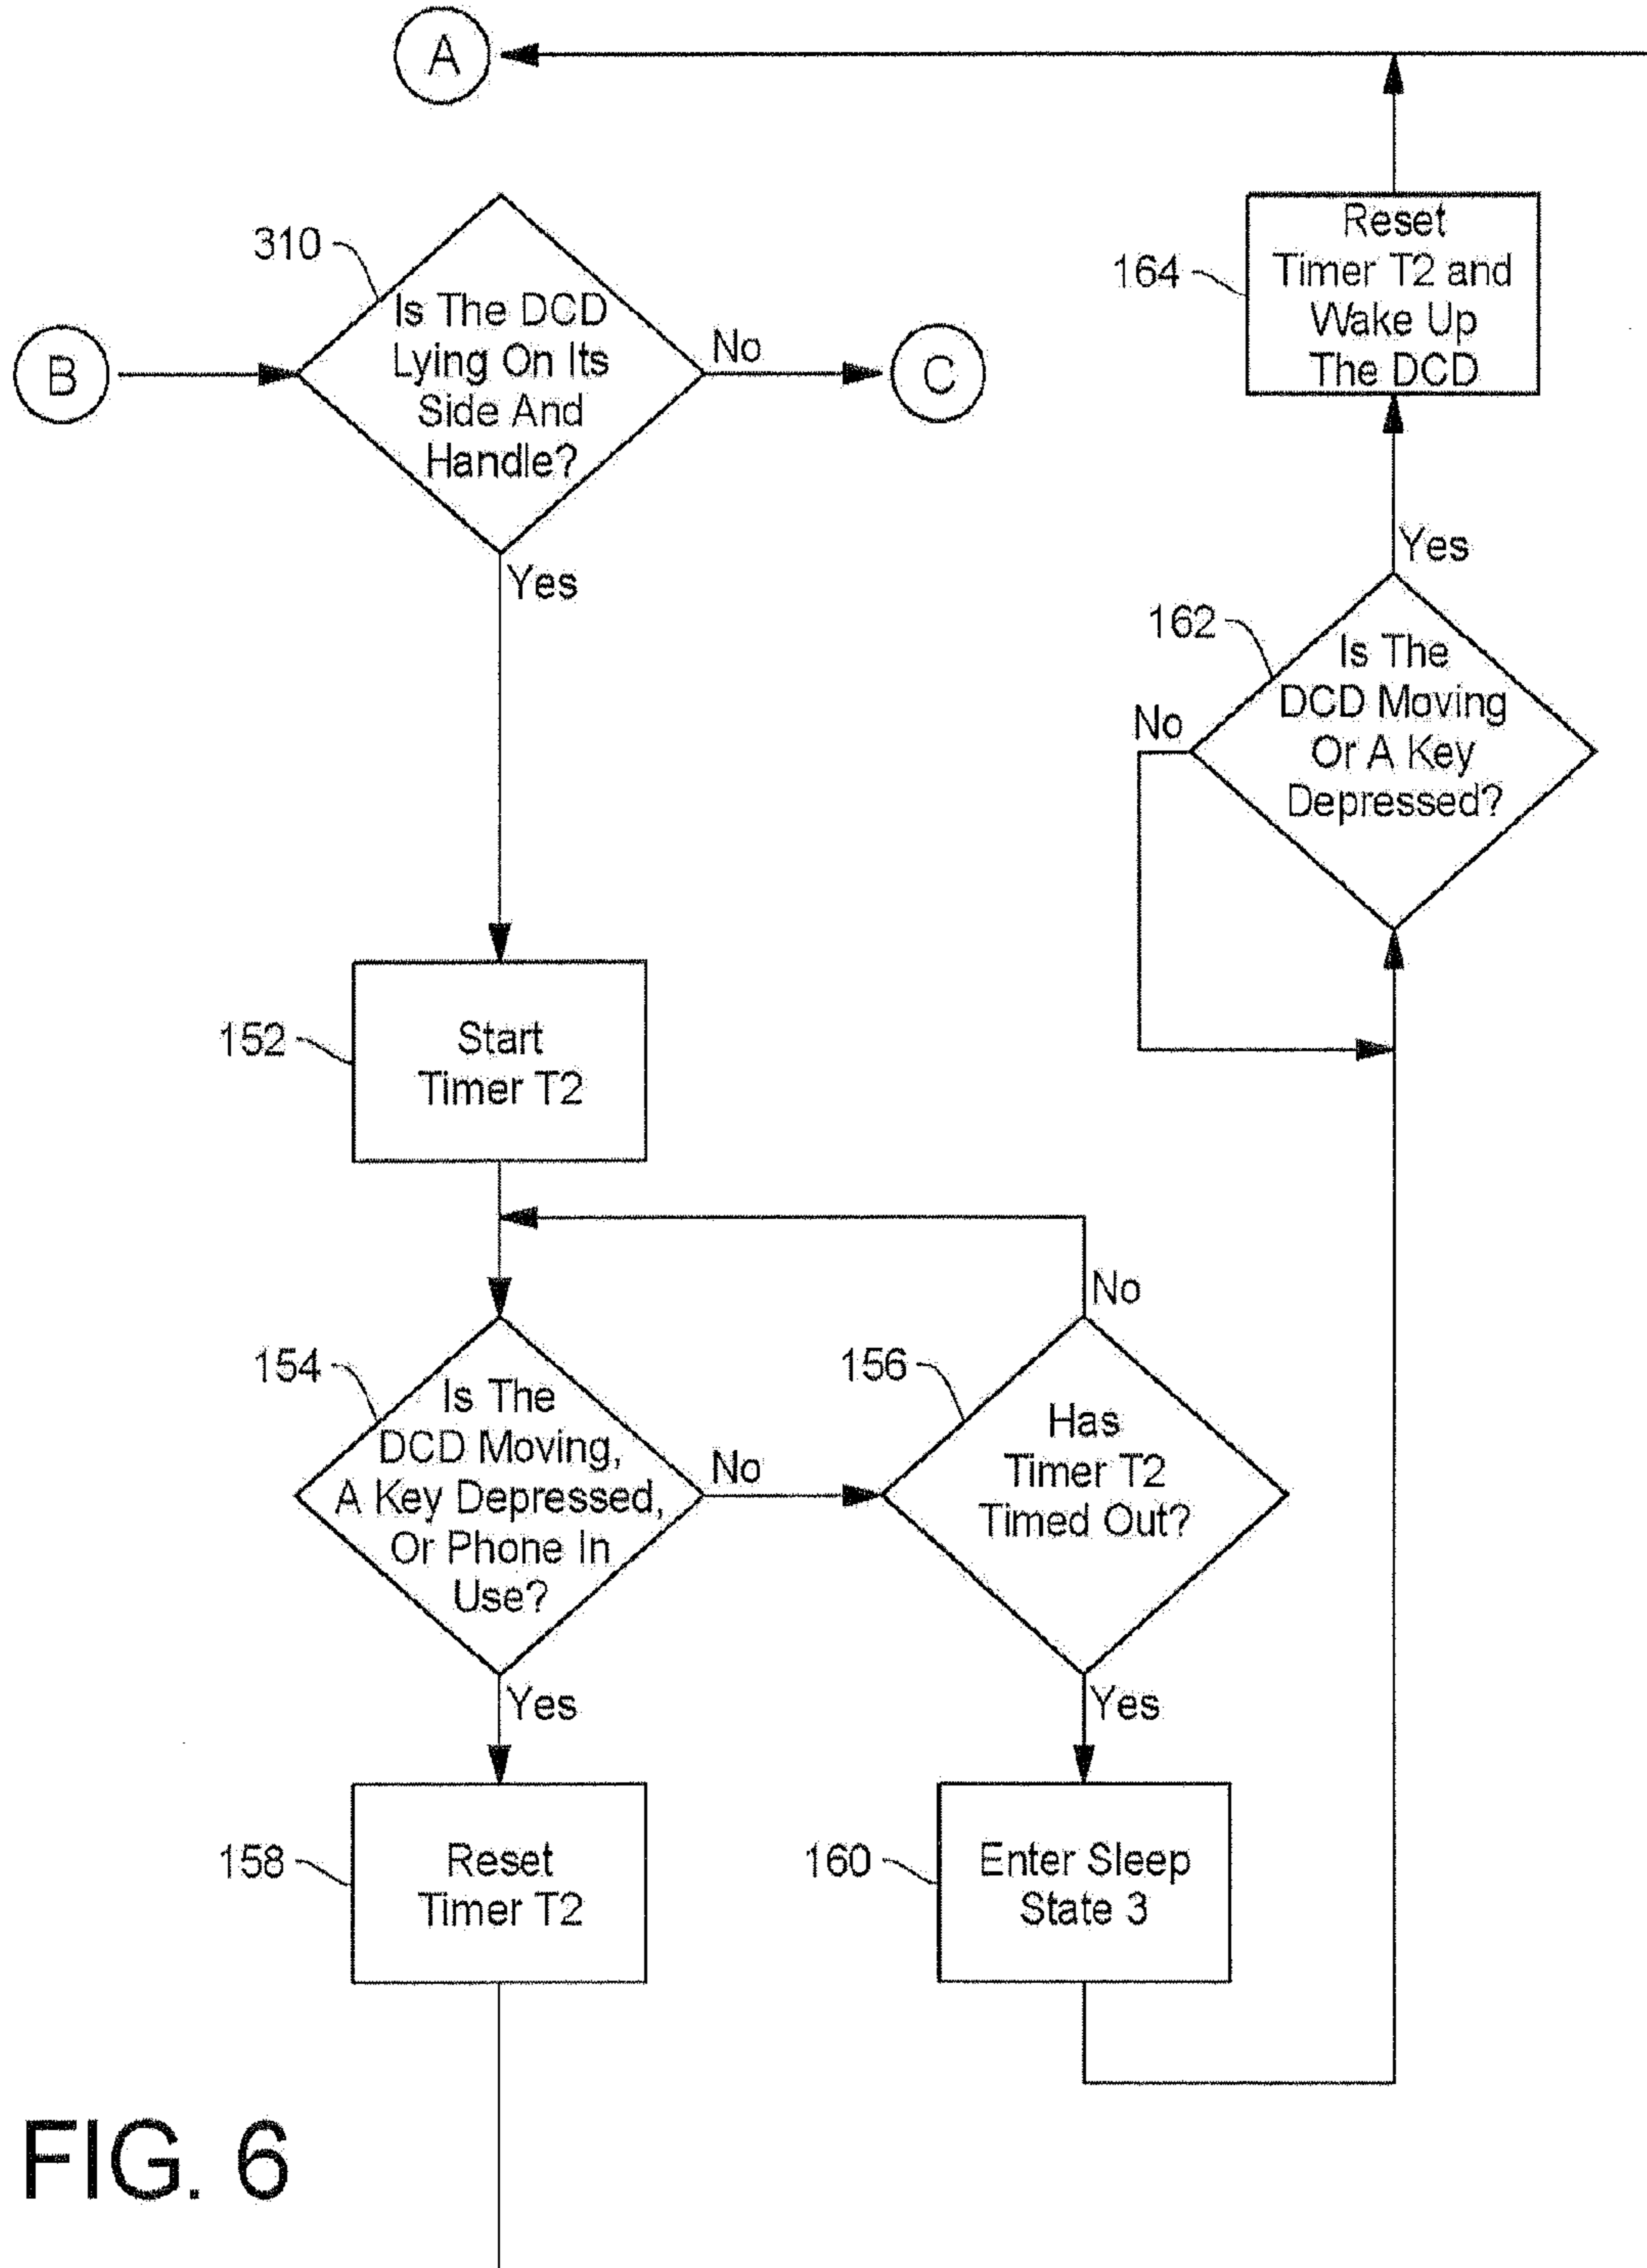 A
310
Is The DCD
Lying On Its
Side And
Handle?
B
No
C
Yes
164
Reset
Timer T2 and
Wake Up
The DCD
Yes
162
Is The
DCD Moving
Or A Key
Depressed?
No
152
Start
Timer T2
154
Is The
DCD Moving,
A Key Depressed,
Or Phone In
Use?
No
Yes
156
Has
Timer T2
Timed Out?
No
Yes
158
Reset
Timer T2
160
Enter Sleep
State 3
FIG. 6